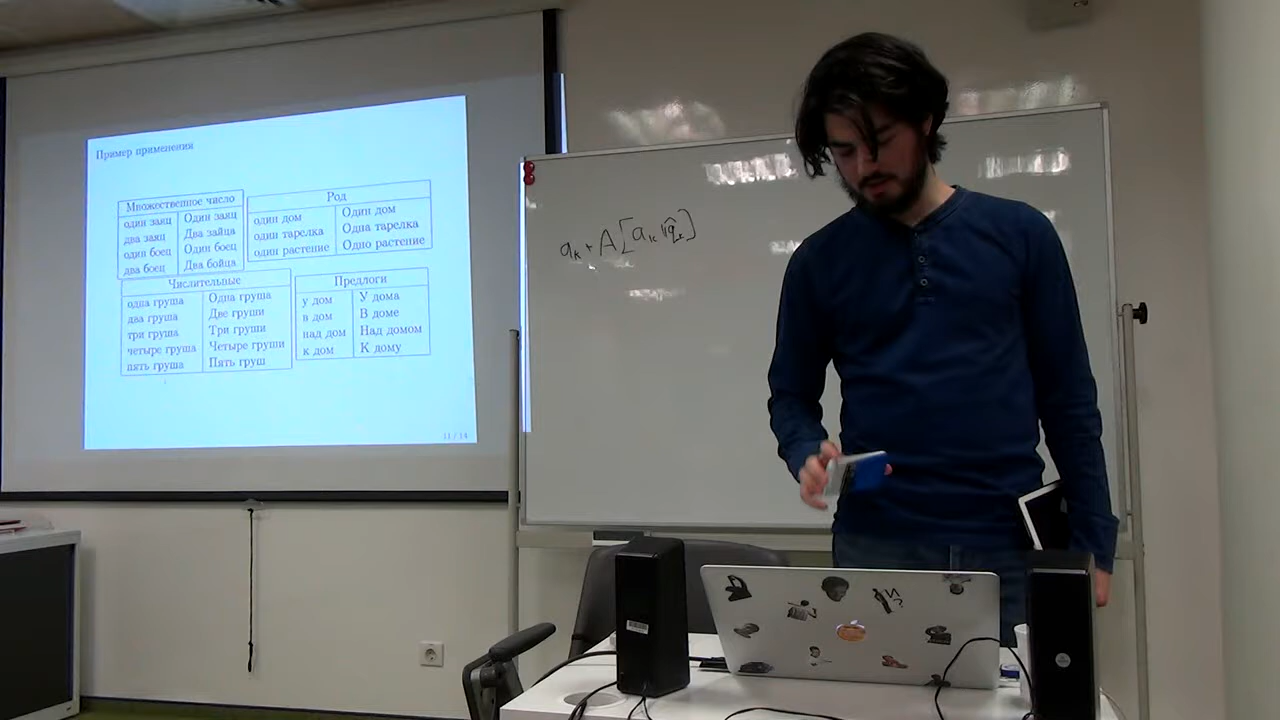 Пример применения
Множественное число
один заяц Один заяц
два заяц Два зайца
один боец Один боец
два боец Два бойца
Род
один дом Один дом
один тарелка Одна тарелка
один растение Одно растение
Числительные
одна груша Одна груша
два груша Две груши
три груша Три груши
четыре груша Четыре груши
пять груша Пять груш
Предлоги
у дом У дома
в дом В доме
над дом Над домом
к дом К дому
11 / 14